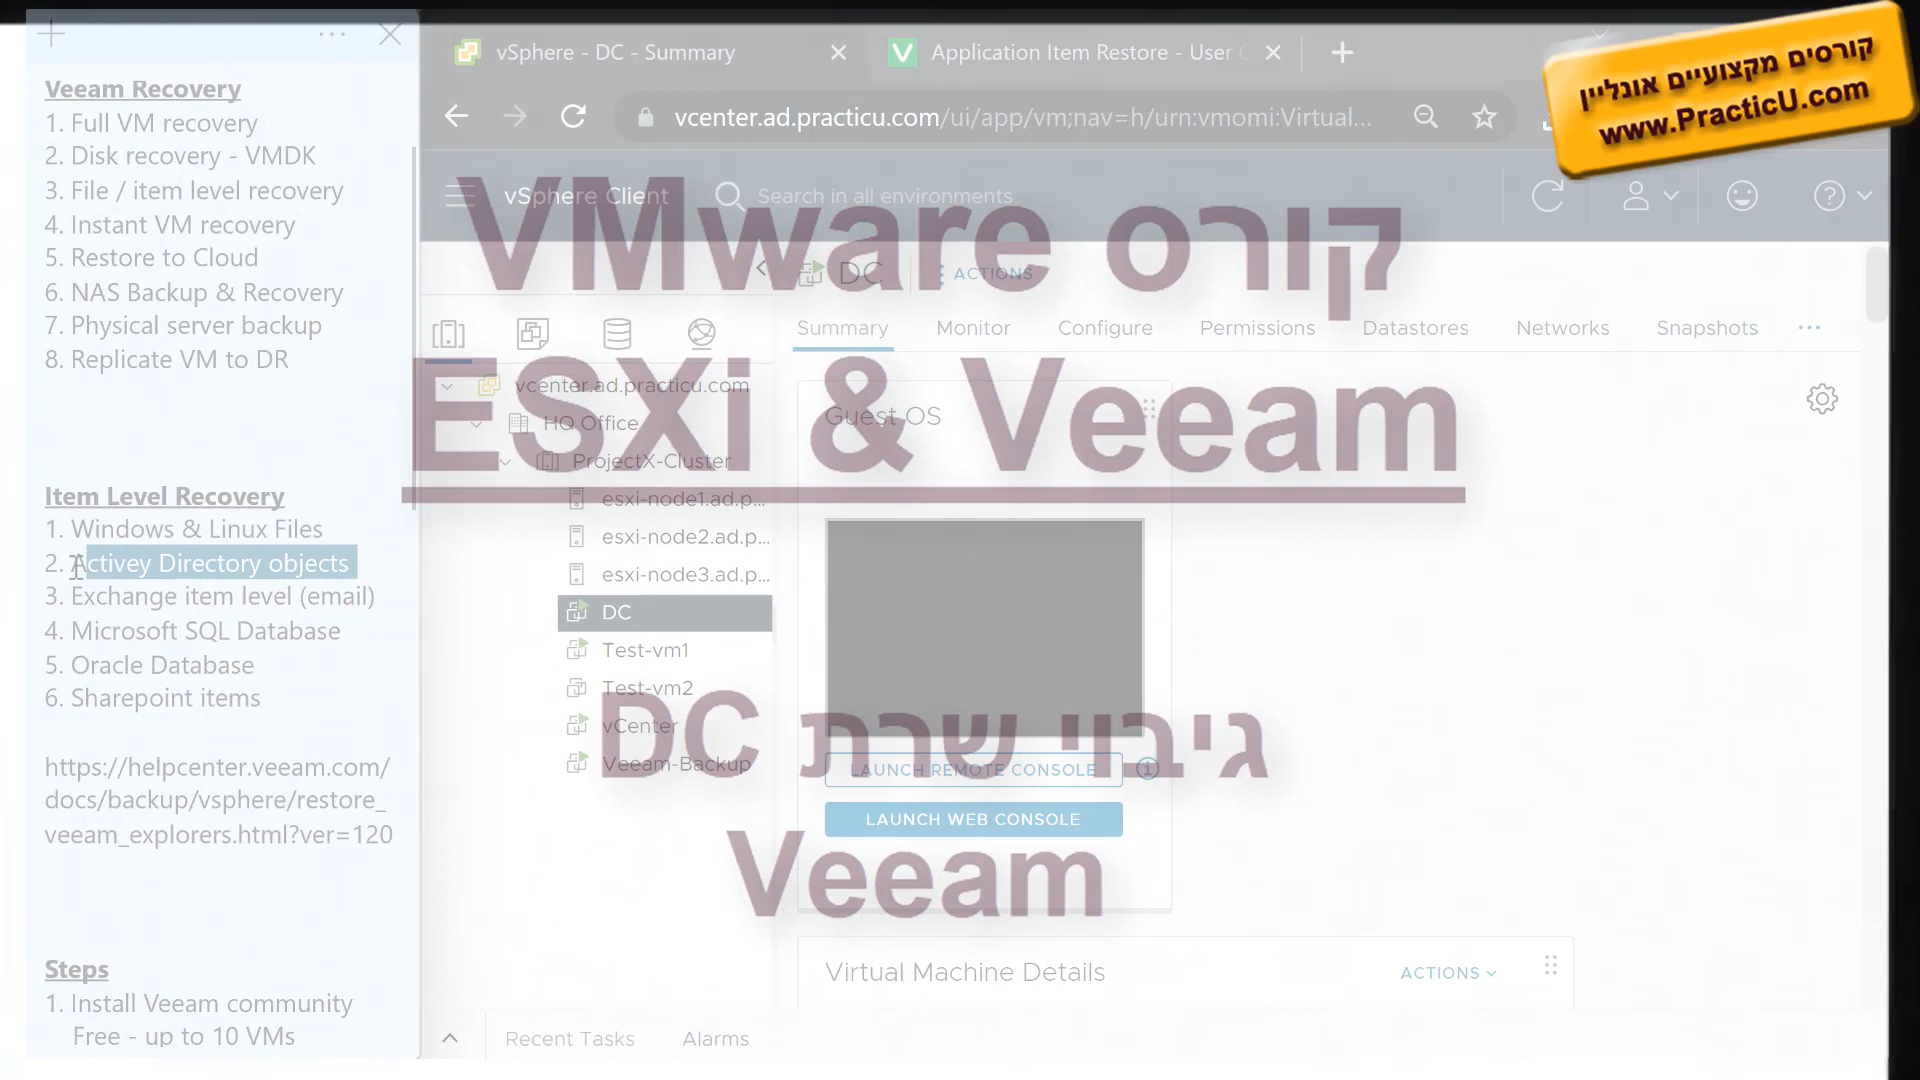 Veeam Recovery
1. Full VM recovery
2. Disk recovery - VMDK
3. File / item level recovery
4. Instant VM recovery
5. Restore to Cloud
6. NAS Backup & Recovery
7. Physical server backup
8. Replicate VM to DR
Item Level Recovery
1. Windows & Linux Files
2. Activey Directory objects
3. Exchange item level (email)
4. Microsoft SQL Database
5. Oracle Database
6. Sharepoint items
https://helpcenter.veeam.com/
docs/backup/vsphere/restore_
veeam_explorers.html?ver=120
Steps
1. Install Veeam community
Free - up to 10 VMs
vSphere - DC - Summary
Application Item Restore - User
vcenter.ad.practicu.com/ui/app/vm;nav=h/urn:vmomi:Virtual...
קורסים מקצועיים אונליין
www.PracticU.com
vSphere Client
Search in all environments
קורס VMware
ESXi & Veeam
גיבוי שרת DC
Veeam
DC
ACTIONS
Summary
Monitor
Configure
Permissions
Datastores
Networks
Snapshots
vcenter.ad.practicu.com
HQ Office
ProjectX-Cluster
esxi-node1.ad.p...
esxi-node2.ad.p...
esxi-node3.ad.p...
DC
Test-vm1
Test-vm2
vCenter
Veeam-Backup
Guest OS
LAUNCH REMOTE CONSOLE
LAUNCH WEB CONSOLE
Virtual Machine Details
ACTIONS
Recent Tasks
Alarms